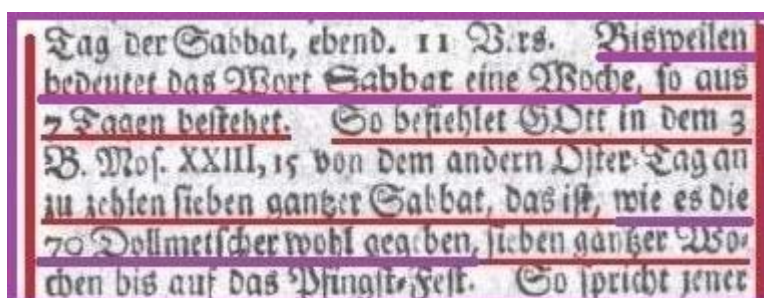 Tag der Sabbat, ebend. 11 Vers. Bisweilen
bedeutet das Wort Sabbat eine Woche, so aus
7 Tagen bestehet. So befiehlet GOtt in dem 3
B. Mos. XXIII, 15 von dem andern Oster-Tag an
zu zehlen sieben gantzer Sabbat, das ist, wie es die
70 Dollmetscher wohl gegeben, sieben gantzer Wo-
chen bis auf das Pfingst-Fest. So spricht jener